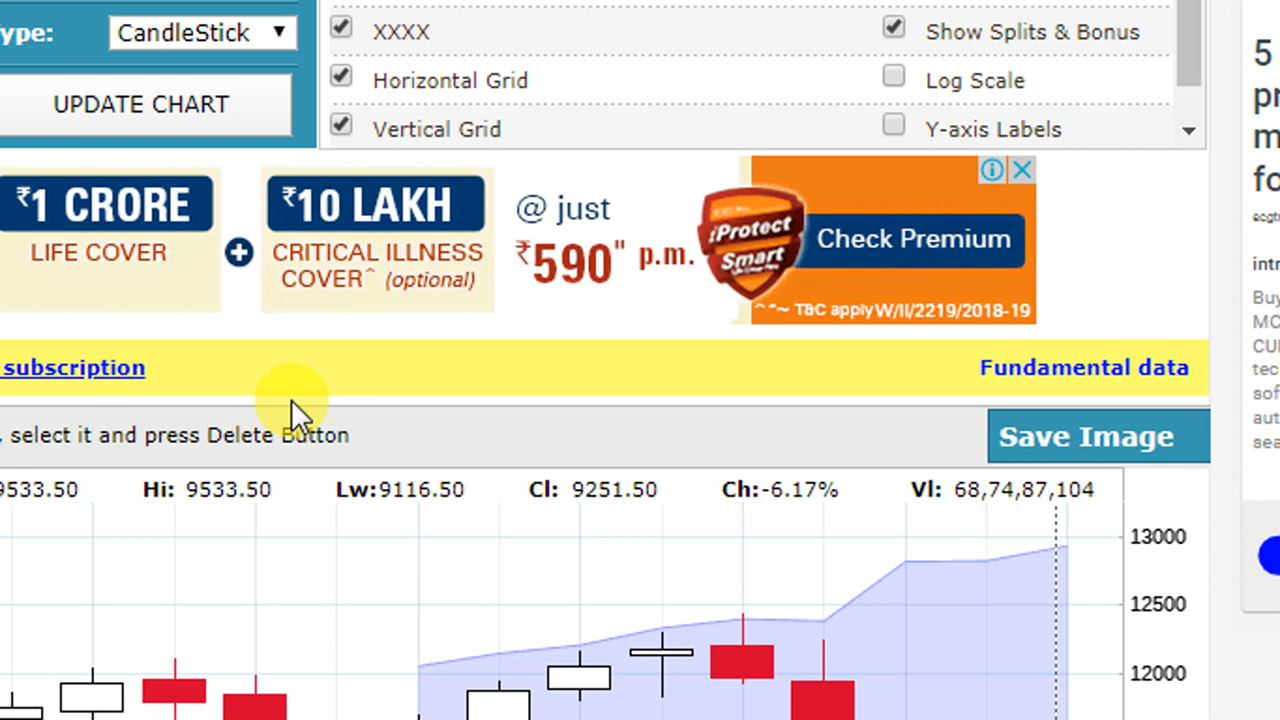 ype: CandleStick ▼
UPDATE CHART
XXXX
Show Splits & Bonus
Horizontal Grid
Log Scale
Vertical Grid
Y-axis Labels
₹1 CRORE
LIFE COVER
₹10 LAKH
CRITICAL ILLNESS
COVER^ (optional)
@ just
₹590" p.m.
iProtect
Smart
Check Premium
T&C apply W/II/2219/2018-19
subscription
Fundamental data
, select it and press Delete Button
Save Image
9533.50 Hi: 9533.50 Lw:9116.50 Cl: 9251.50 Ch:-6.17% Vl: 68,74,87,104
13000
12500
12000
5
pr
m
fo
intr
Buy
MC
tec
sof
aut
sea